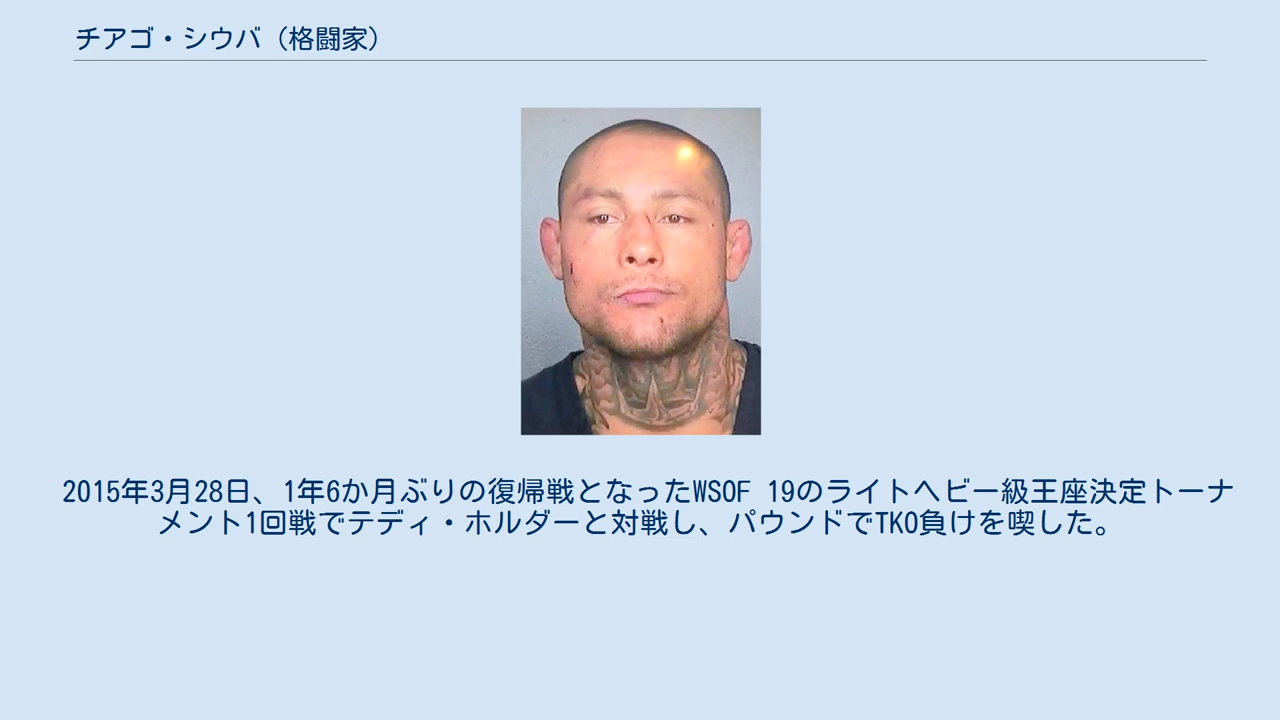 チアゴ・シウバ（格闘家）
2015年3月28日、1年6か月ぶりの復帰戦となったWSOF 19のライトヘビー級王座決定トーナ
メント1回戦でテディ・ホルダーと対戦し、パウンドでTKO負けを喫した。